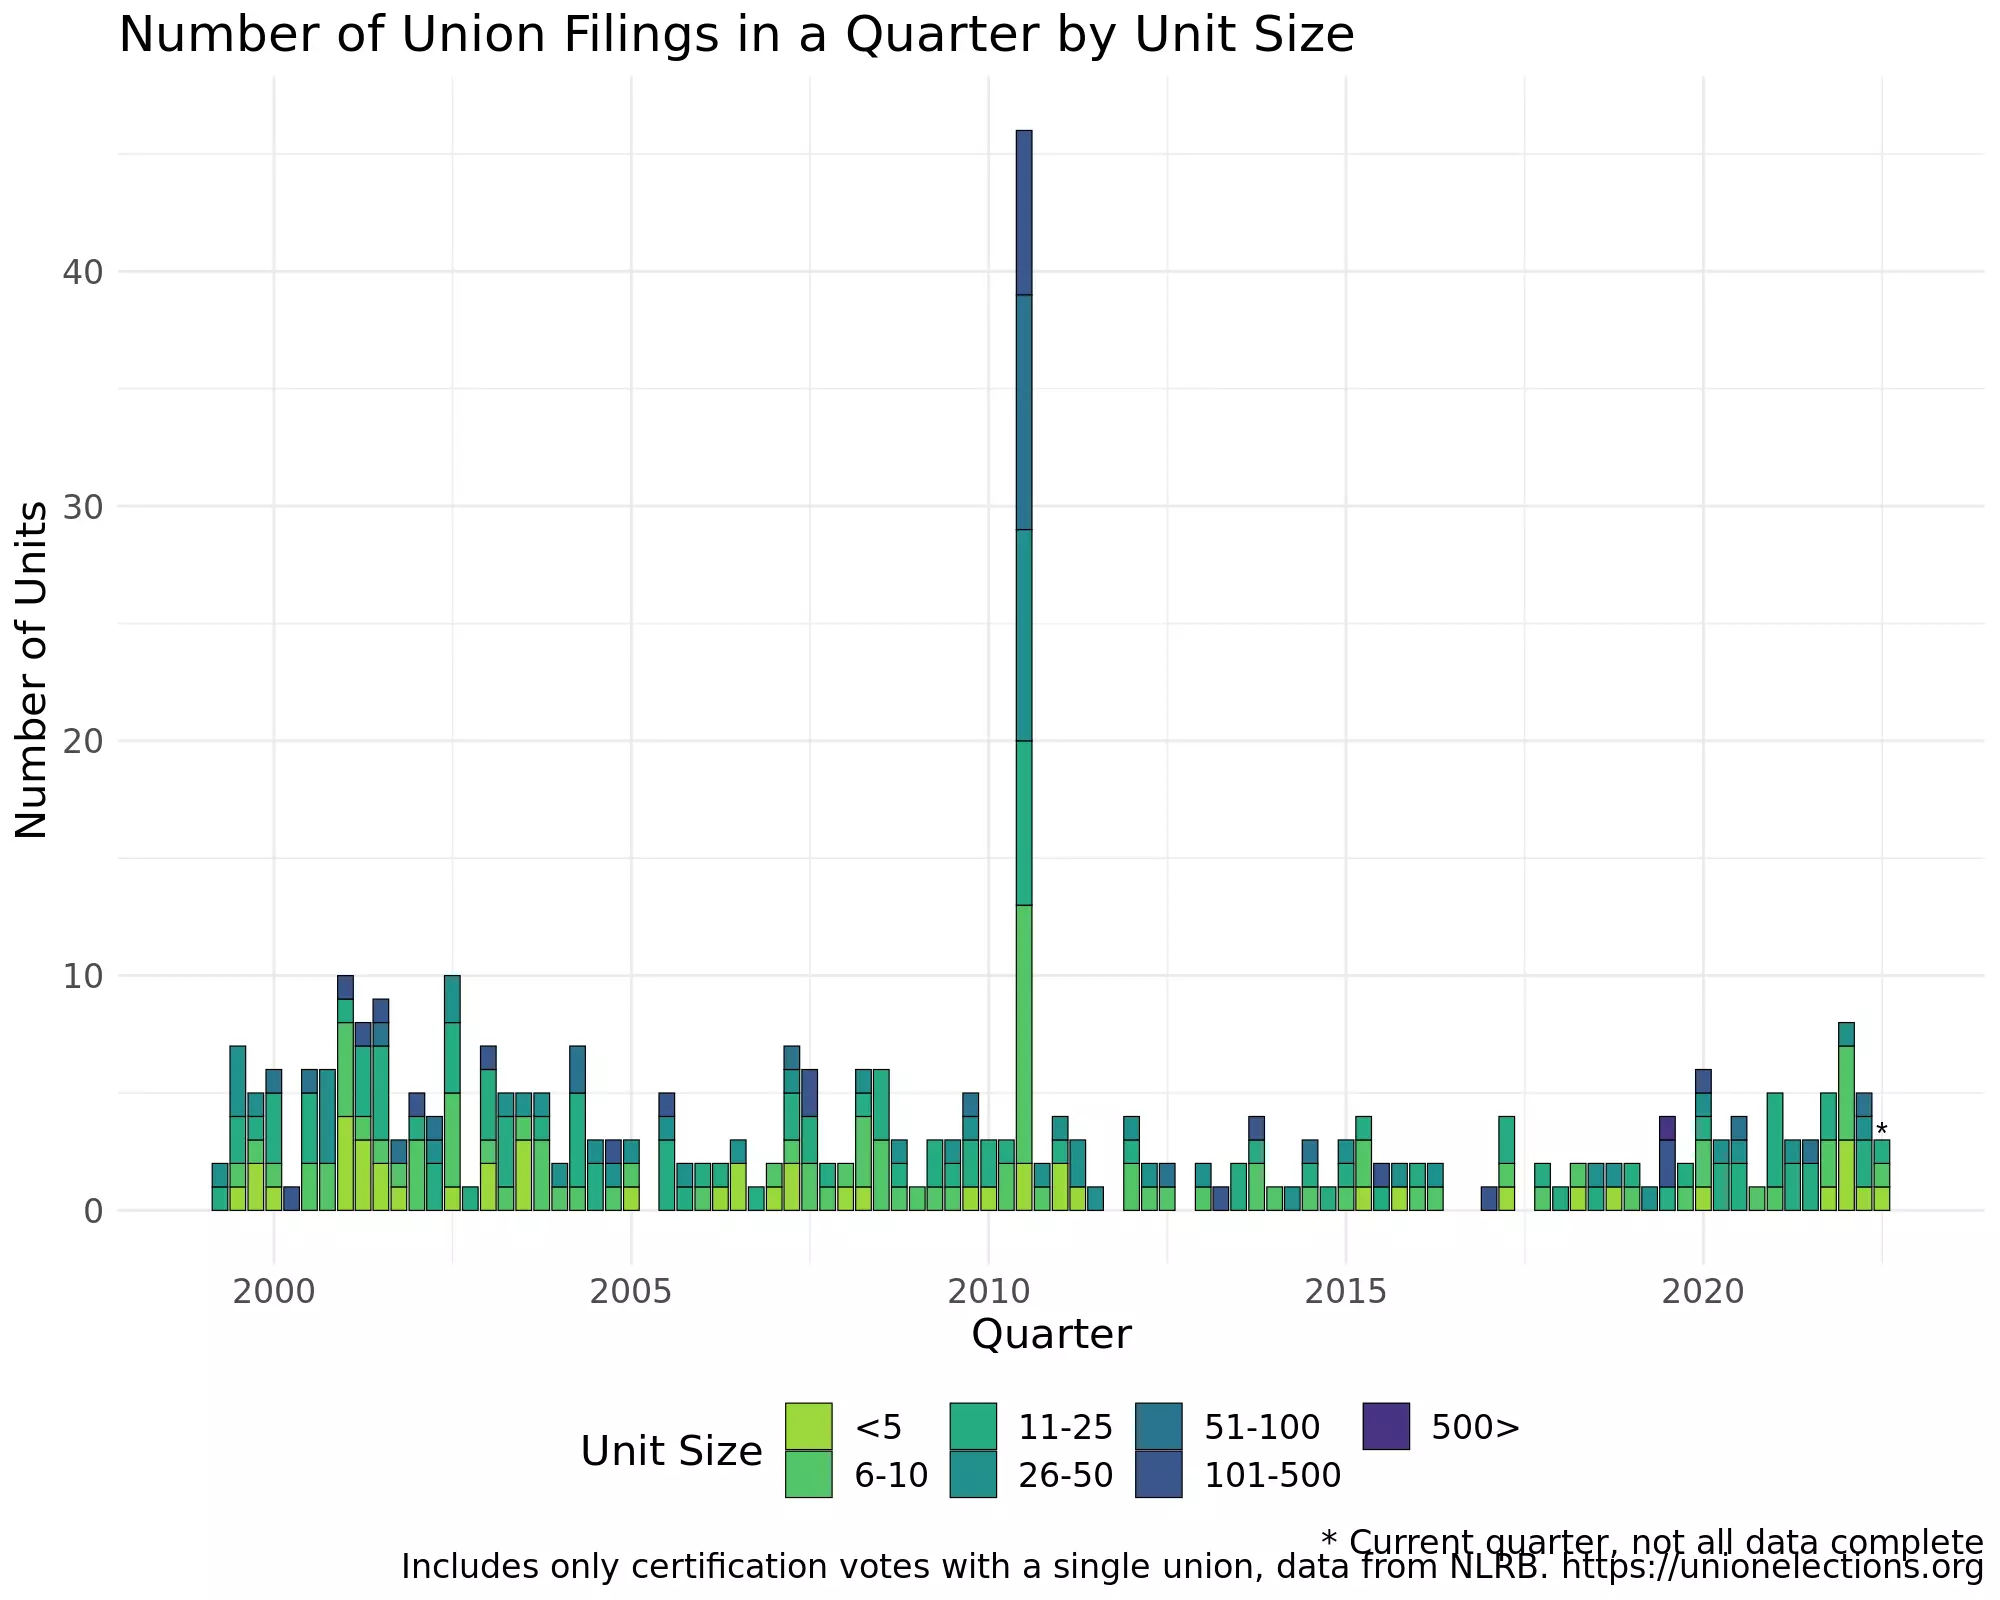 Number of Union Filings in a Quarter by Unit Size
Number of Units
40
30
20
10
0
*
2000 2005 2010 2015 2020
Quarter
Unit Size
<5 11-25 51-100 500>
6-10 26-50 101-500
* Current quarter, not all data complete
Includes only certification votes with a single union, data from NLRB. https://unionelections.org